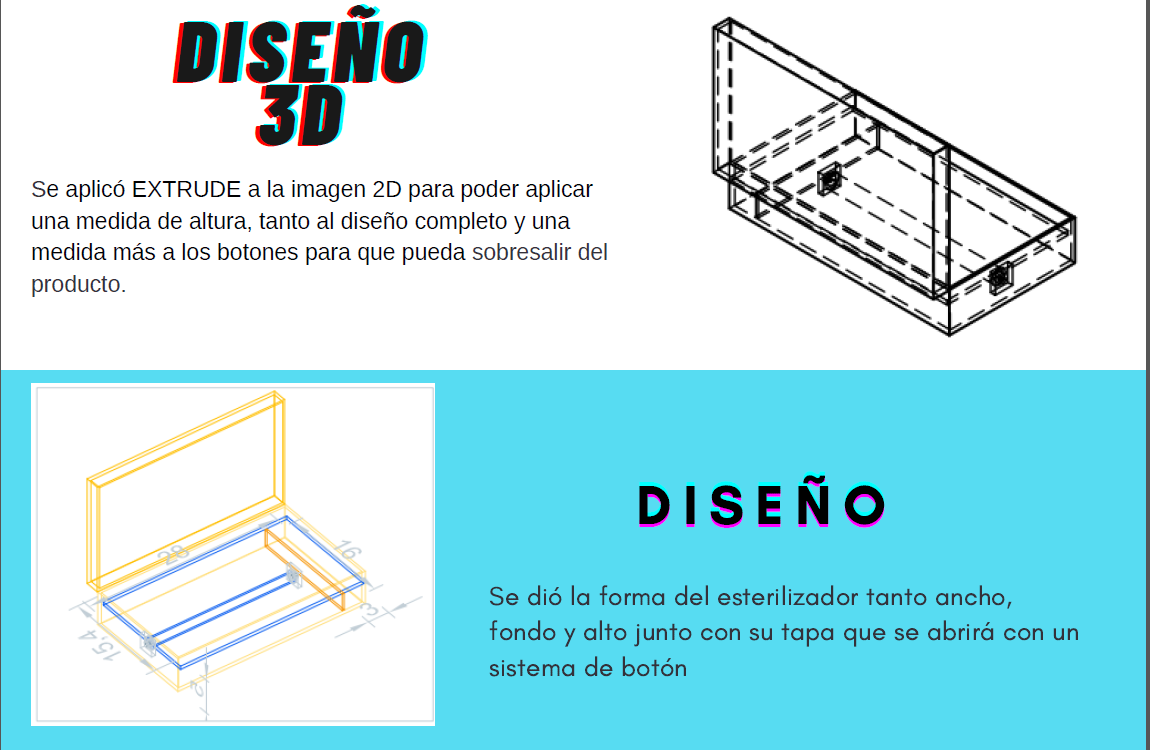 DISEÑO
3D
Se aplicó EXTRUDE a la imagen 2D para poder aplicar
una medida de altura, tanto al diseño completo y una
medida más a los botones para que pueda sobresalir del
producto.
28
16
3
15,4
2
DISEÑO
Se dió la forma del esterilizador tanto ancho,
fondo y alto junto con su tapa que se abrirá con un
sistema de botón